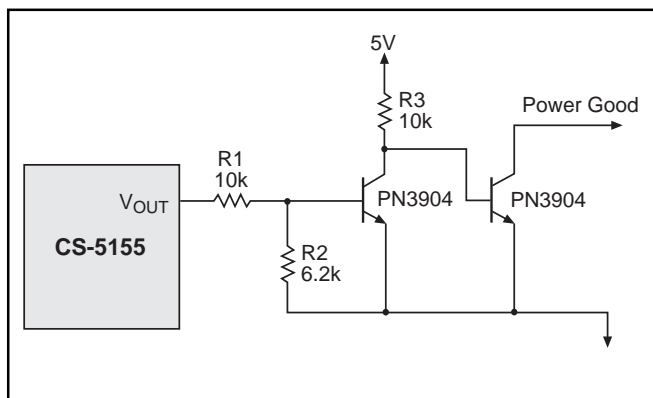 5V
R3
10k
Power Good
R1
10k
VOUT
PN3904
PN3904
CS-5155
R2
6.2k